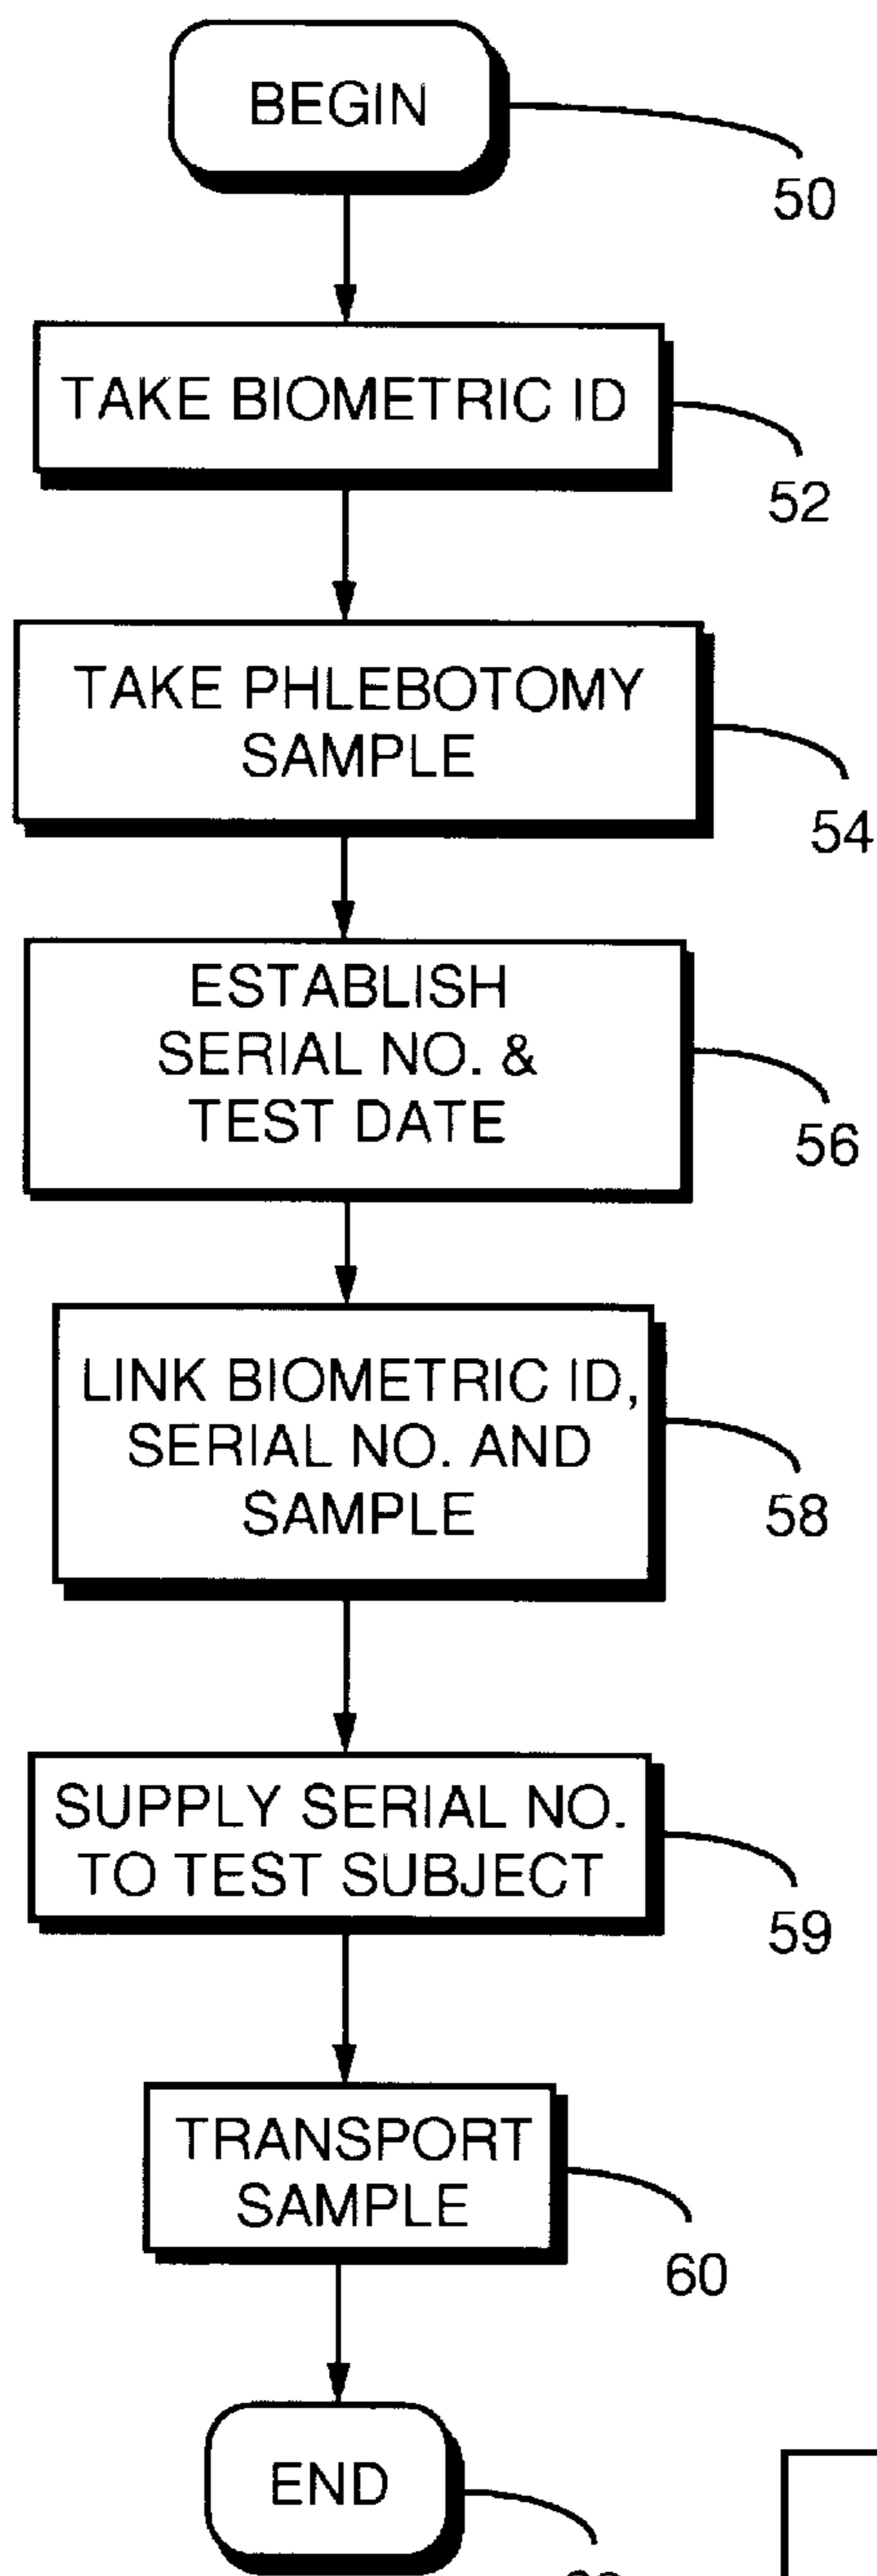 BEGIN
50
TAKE BIOMETRIC ID
52
TAKE PHLEBOTOMY
SAMPLE
54
ESTABLISH
SERIAL NO. &
TEST DATE
56
LINK BIOMETRIC ID,
SERIAL NO. AND
SAMPLE
58
SUPPLY SERIAL NO.
TO TEST SUBJECT
59
TRANSPORT
SAMPLE
60
END